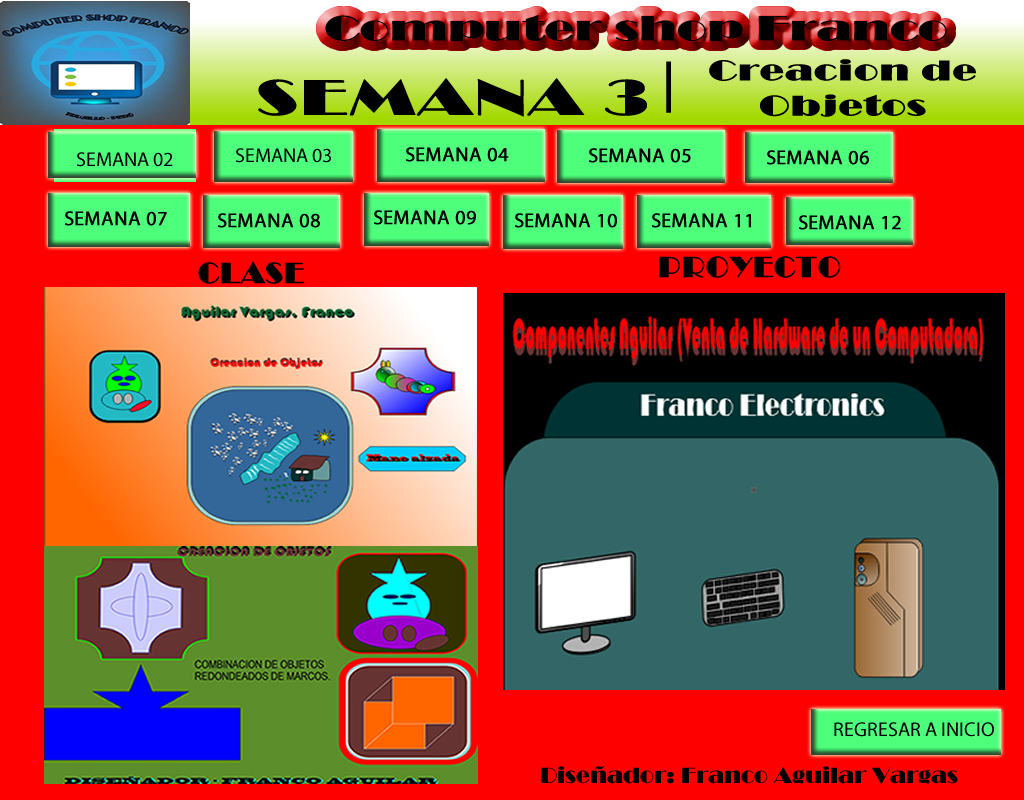 COMPUTER SHOP FRANCO
TRUJILLO - PERÚ
Computer shop Franco
SEMANA 3
Creacion de
Objetos
SEMANA 02
SEMANA 03
SEMANA 04
SEMANA 05
SEMANA 06
SEMANA 07
SEMANA 08
SEMANA 09
SEMANA 10
SEMANA 11
SEMANA 12
CLASE
PROYECTO
Aguilar Vargas, Franco
Creacion de Objetos
Mano alzada
CREACION DE OBJETOS
COMBINACION DE OBJETOS
REDONDEADOS DE MARCOS.
DISEÑADOR - FRANCO AGUILAR
Componentes Aguilar (Venta de Hardware de un Computadora)
Franco Electronics
REGRESAR A INICIO
Diseñador: Franco Aguilar Vargas